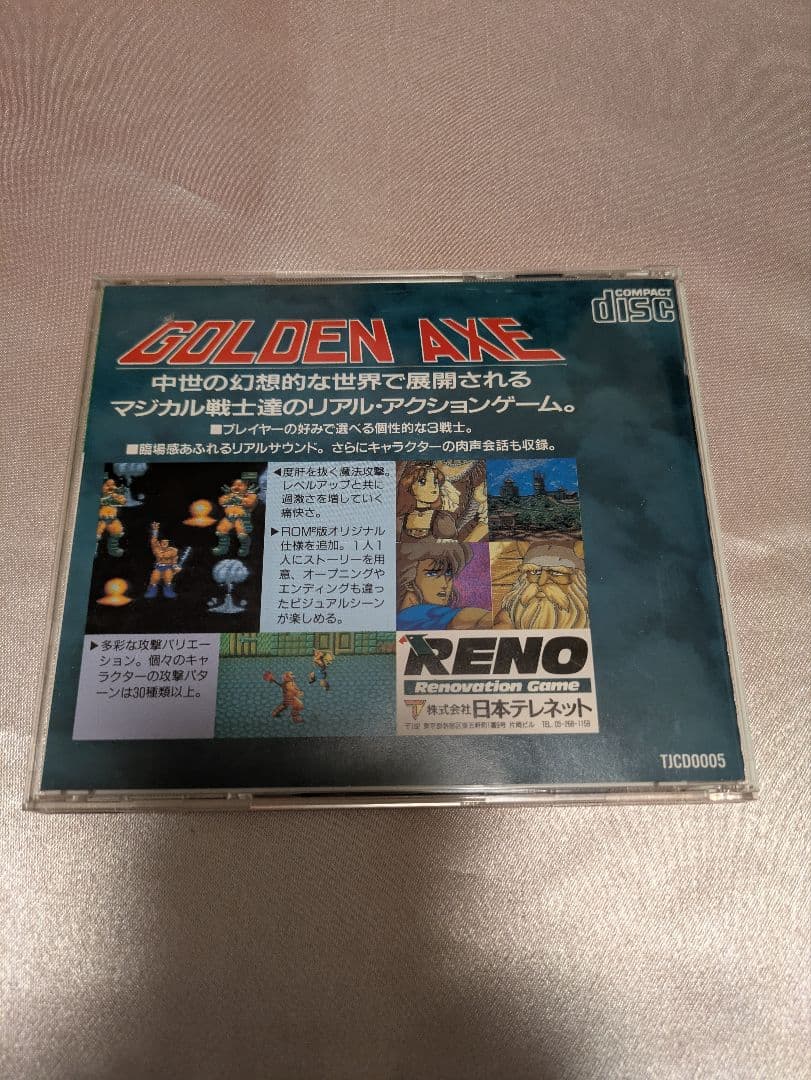 COMPACT
disc
GOLDEN AXE
中世の幻想的な世界で展開される
マジカル戦士達のリアル・アクションゲーム。
■プレイヤーの好みで選べる個性的な3戦士。
■臨場感あふれるリアルサウンド。さらにキャラクターの肉声会話も収録。
◀度肝を抜く魔法攻撃。
レベルアップと共に
過激さを増していく
痛快さ。
▶ROM²版オリジナル
仕様を追加。1人1
人にストーリーを用
意、オープニングや
エンディングも違っ
たビジュアルシーン
が楽しめる。
▶多彩な攻撃バリエー
ション。個々のキャ
ラクターの攻撃パタ
ーンは30種類以上。
RENO
Renovation Game
株式会社日本テレネット
TJCD0005